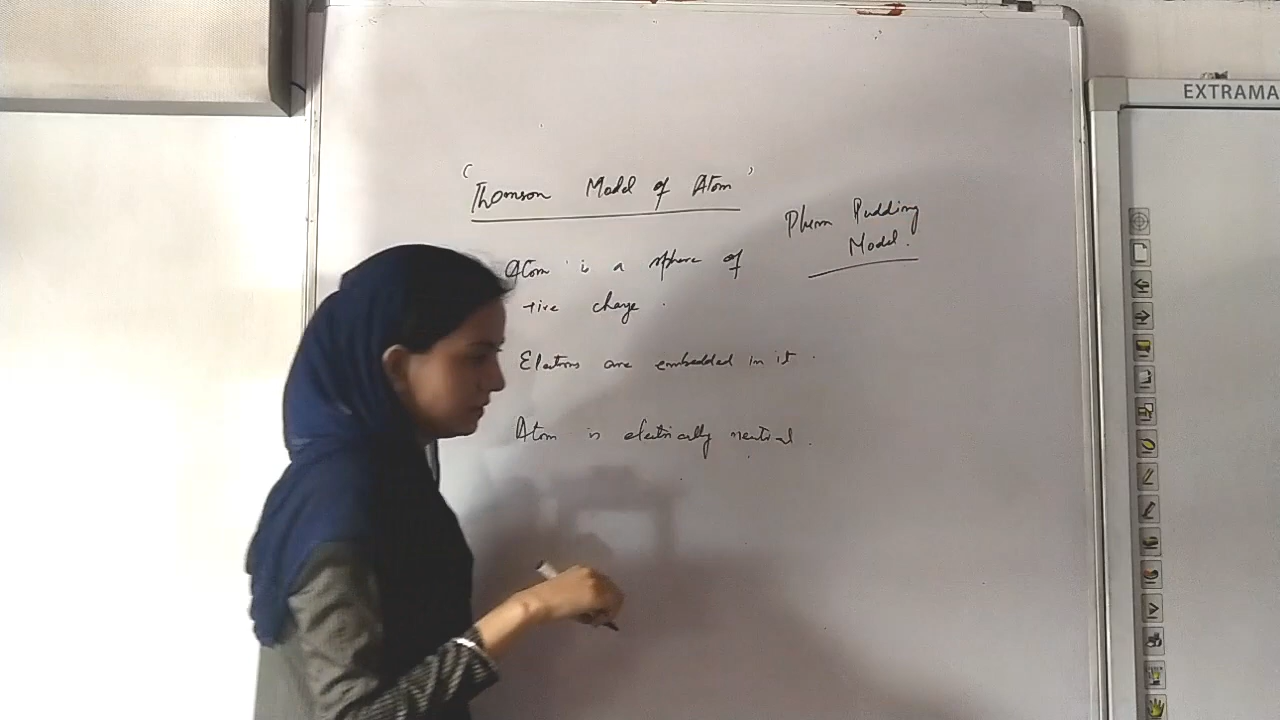 'Thomson Model of Atom'
Plum Pudding
Model.
Atom is a sphere of
+ive charge.
Electrons are embedded in it.
Atom is electrically neutral.
EXTRAMA